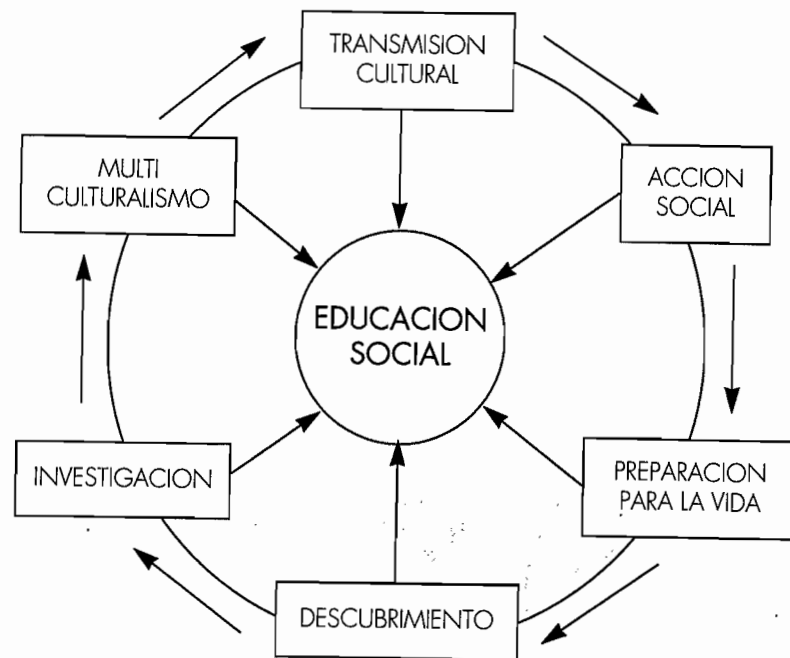 TRANSMISION
CULTURAL
ACCION
SOCIAL
PREPARACION
PARA LA VIDA
DESCUBRIMIENTO
INVESTIGACION
MULTI
CULTURALISMO
EDUCACION
SOCIAL